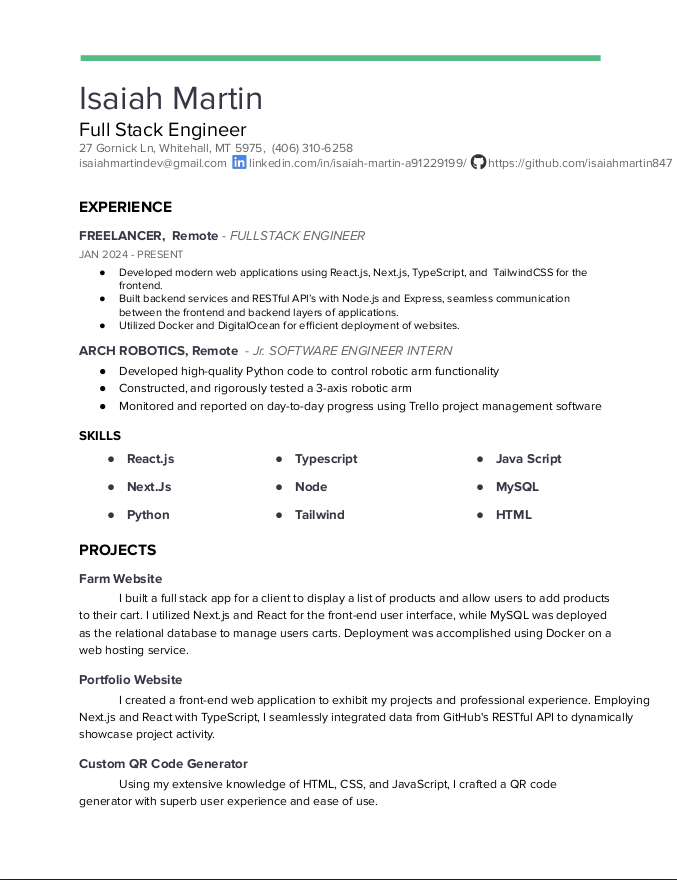 Isaiah Martin
Full Stack Engineer
27 Gornick Ln, Whitehall, MT 5975, (406) 310-6258
isaiahmartindev@gmail.com linkedin.com/in/isaiah-martin-a91229199/ https://github.com/isaiahmartin847
EXPERIENCE
FREELANCER, Remote - FULLSTACK ENGINEER
JAN 2024 - PRESENT
● Developed modern web applications using React.js, Next.js, TypeScript, and TailwindCSS for the
frontend.
● Built backend services and RESTful API's with Node.js and Express, seamless communication
between the frontend and backend layers of applications.
● Utilized Docker and DigitalOcean for efficient deployment of websites.
ARCH ROBOTICS, Remote - Jr. SOFTWARE ENGINEER INTERN
● Developed high-quality Python code to control robotic arm functionality
● Constructed, and rigorously tested a 3-axis robotic arm
● Monitored and reported on day-to-day progress using Trello project management software
SKILLS
● React.js ● Typescript ● Java Script
● Next.Js ● Node ● MySQL
● Python ● Tailwind ● HTML
PROJECTS
Farm Website
I built a full stack app for a client to display a list of products and allow users to add products
to their cart. I utilized Next.js and React for the front-end user interface, while MySQL was deployed
as the relational database to manage users carts. Deployment was accomplished using Docker on a
web hosting service.
Portfolio Website
I created a front-end web application to exhibit my projects and professional experience. Employing
Next.js and React with TypeScript, I seamlessly integrated data from GitHub's RESTful API to dynamically
showcase project activity.
Custom QR Code Generator
Using my extensive knowledge of HTML, CSS, and JavaScript, I crafted a QR code
generator with superb user experience and ease of use.